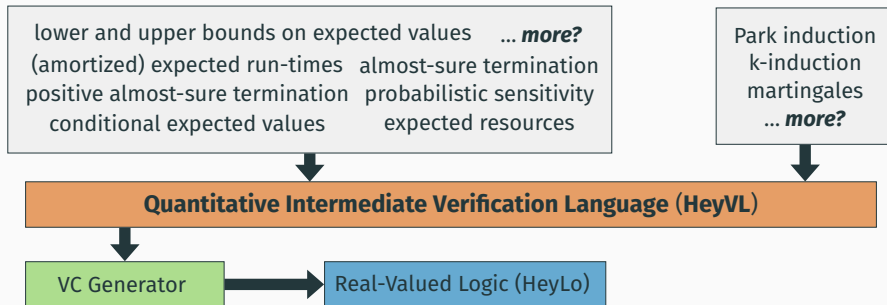 lower and upper bounds on expected values ... more?
(amortized) expected run-times almost-sure termination
positive almost-sure termination probabilistic sensitivity
conditional expected values expected resources
Park induction
k-induction
martingales
... more?
Quantitative Intermediate Verification Language (HeyVL)
VC Generator
Real-Valued Logic (HeyLo)